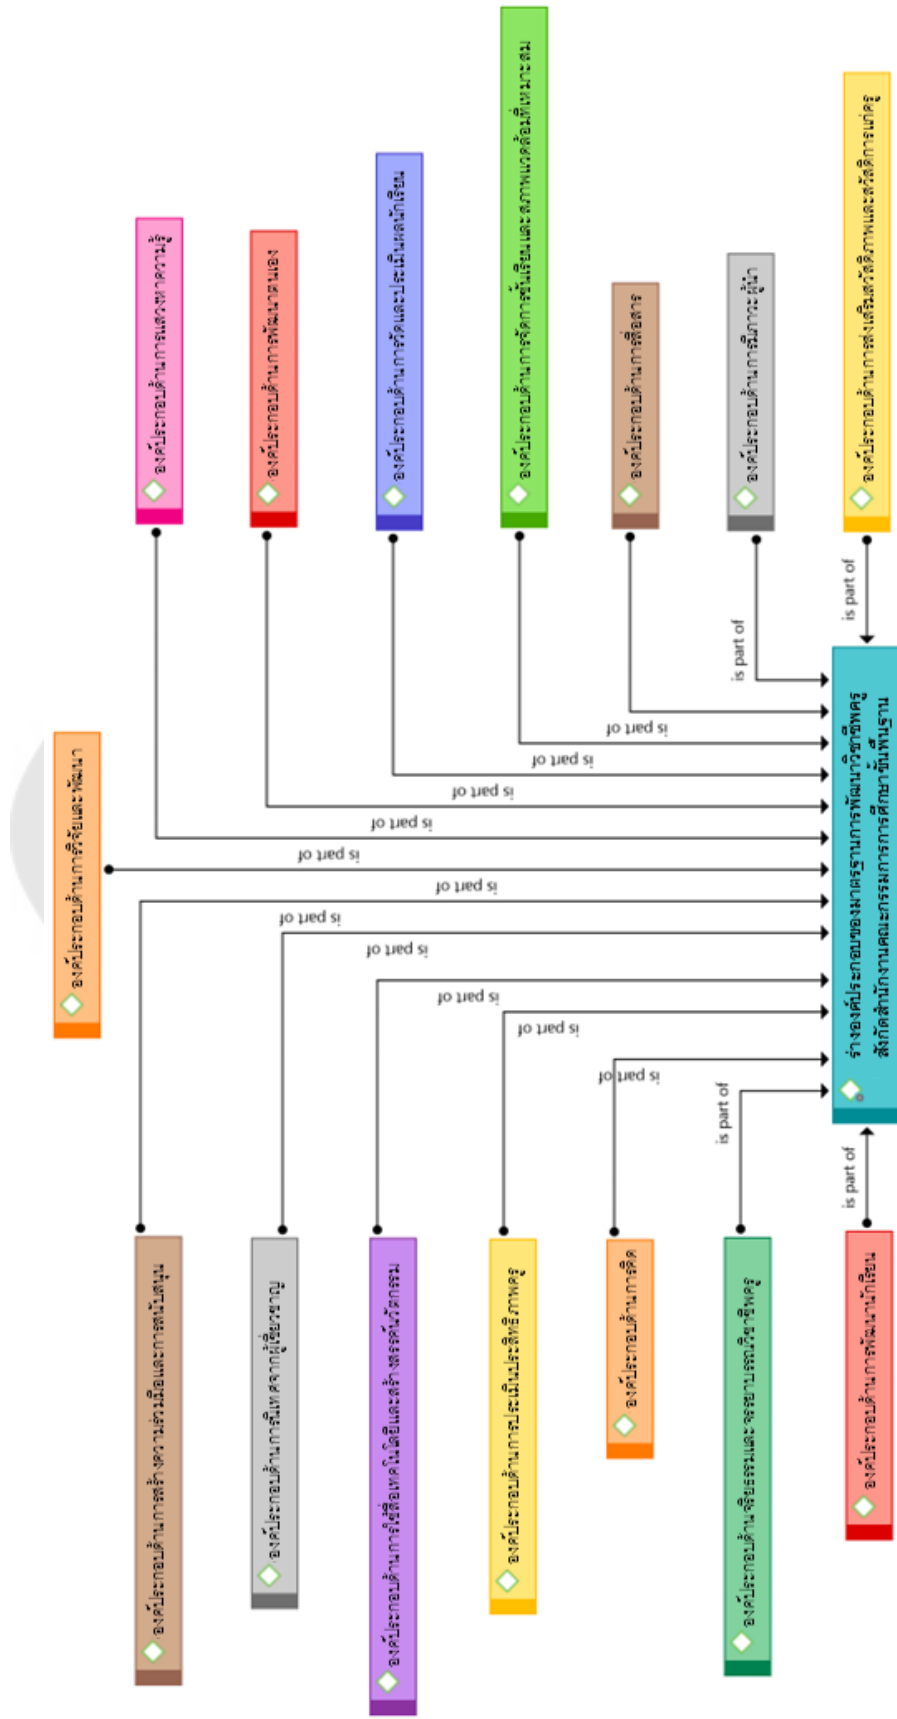 องค์ประกอบด้านการวิจัยและพัฒนา
องค์ประกอบด้านการสร้างความร่วมมือและการสนับสนุน
is part of
องค์ประกอบด้านการแสวงหาความรู้
is part of
is part of
องค์ประกอบด้านการนิเทศจากผู้เชี่ยวชาญ
is part of
องค์ประกอบด้านการพัฒนาตนเอง
is part of
องค์ประกอบด้านการใช้สื่อเทคโนโลยีและสร้างสรรค์นวัตกรรม
is part of
องค์ประกอบด้านการวัดและประเมินผลนักเรียน
is part of
องค์ประกอบด้านการประเมินประสิทธิภาพครู
is part of
องค์ประกอบด้านการจัดการชั้นเรียนและสภาพแวดล้อมที่เหมาะสม
is part of
องค์ประกอบด้านการคิด
is part of
องค์ประกอบด้านการสื่อสาร
is part of
องค์ประกอบด้านจริยธรรมและจรรยาบรรณวิชาชีพครู
is part of
องค์ประกอบด้านการมีภาวะผู้นำ
is part of
องค์ประกอบด้านการพัฒนานักเรียน
is part of
ร่างองค์ประกอบของมาตรฐานการพัฒนาวิชาชีพครู
สังกัดสำนักงานคณะกรรมการการศึกษาขั้นพื้นฐาน
is part of
องค์ประกอบด้านการส่งเสริมสวัสดิภาพและสวัสดิการแก่ครู